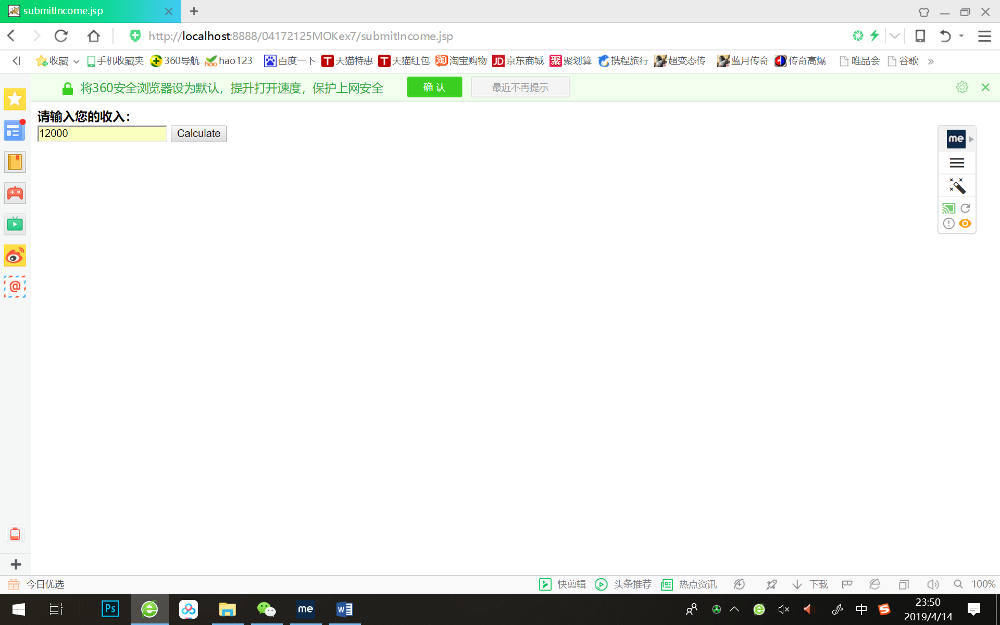 submitIncome.jsp
http://localhost:8888/04172125MOKex7/submitIncome.jsp
收藏 手机收藏夹 360导航 hao hao123 百度一下 T 天猫特惠 T 天猫红包 淘 淘宝购物 JD 京东商城 聚 聚划算 携程旅行 超变态传 蓝月传奇 传奇高爆 唯品会 谷歌 »
将360安全浏览器设为默认，提升打开速度，保护上网安全 确 认 最近不再提示
请输入您的收入：
12000 Calculate
me
@
今日优选 快剪辑 头条推荐 热点资讯 下载 100%
Ps me W 中 S 23:50
2019/4/14